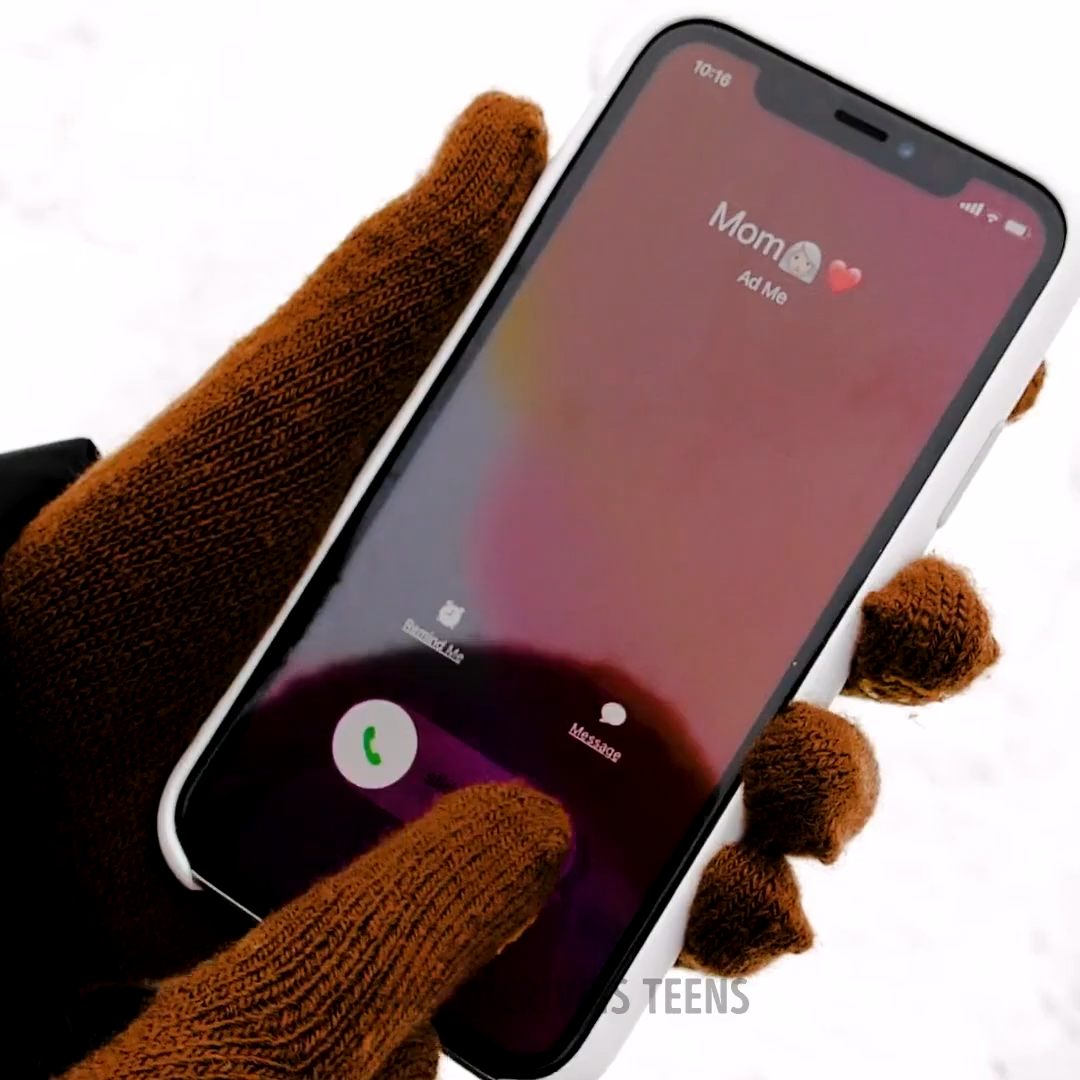 10:16
Mom👩🏻‍🦳❤️
Ad Me
Remind Me
Message
TEENS